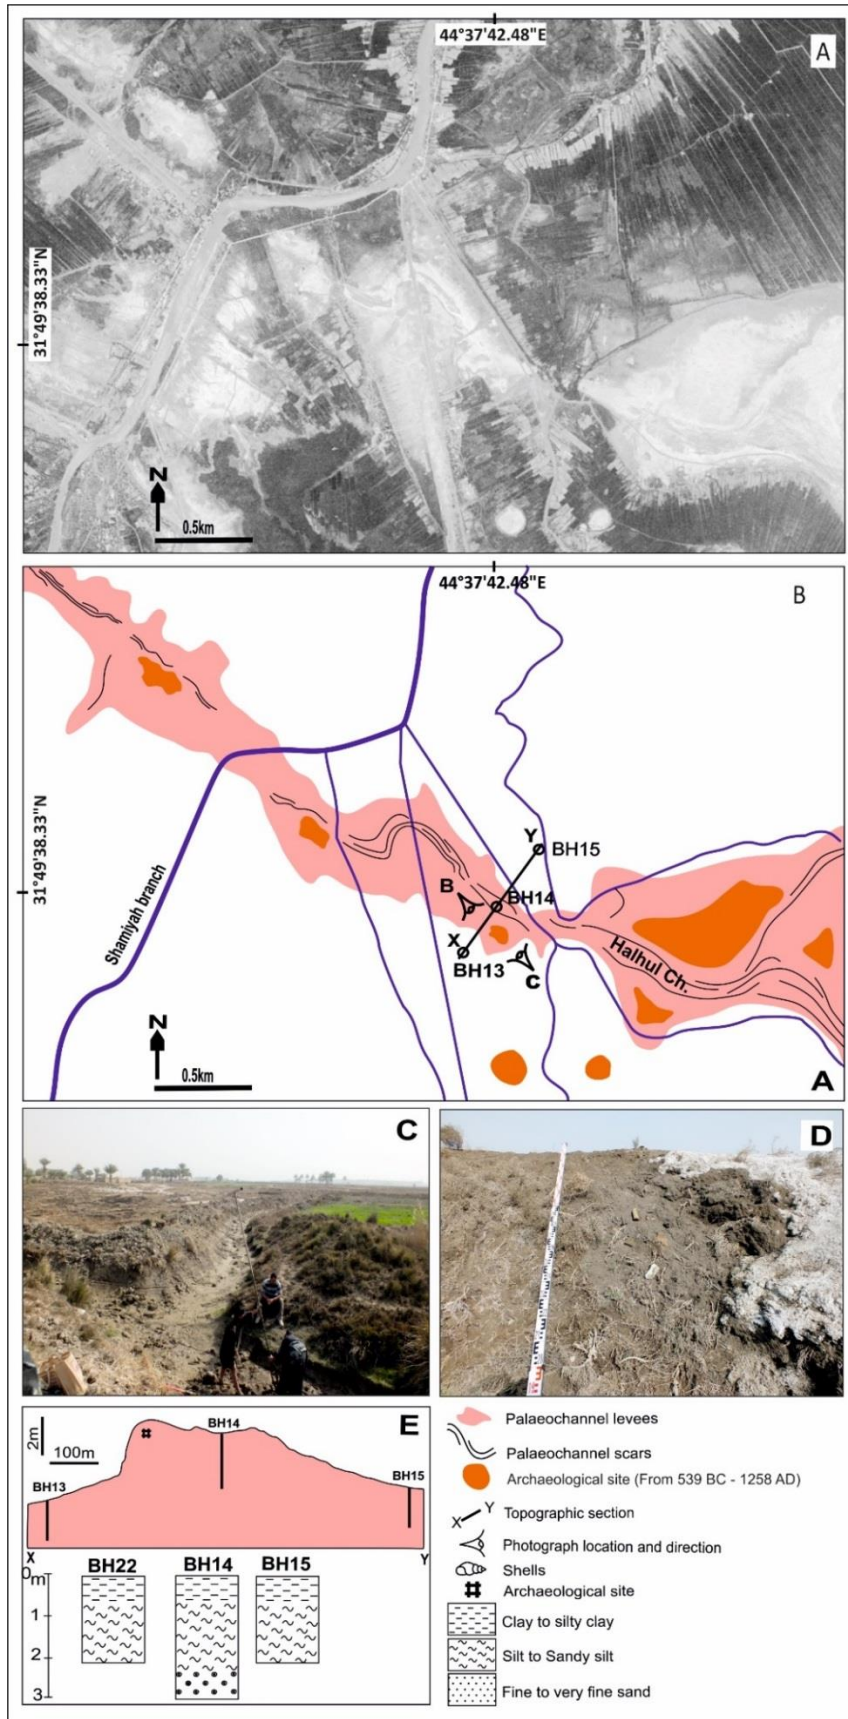 44°37'42.48"E
A
31°49'38.33"N
N
0.5km
44°37'42.48"E
B
31°49'38.33"N
Shamiyah branch
Y
BH15
B
BH14
X
BH13
C
Halhul Ch.
N
0.5km
A
C
D
E
2m
100m
BH14
BH13
BH15
X
Y
BH22 BH14 BH15
0m
1
2
3
Palaeochannel levees
Palaeochannel scars
Archaeological site (From 539 BC - 1258 AD)
X Y Topographic section
Photograph location and direction
Shells
Archaeological site
Clay to silty clay
Silt to Sandy silt
Fine to very fine sand